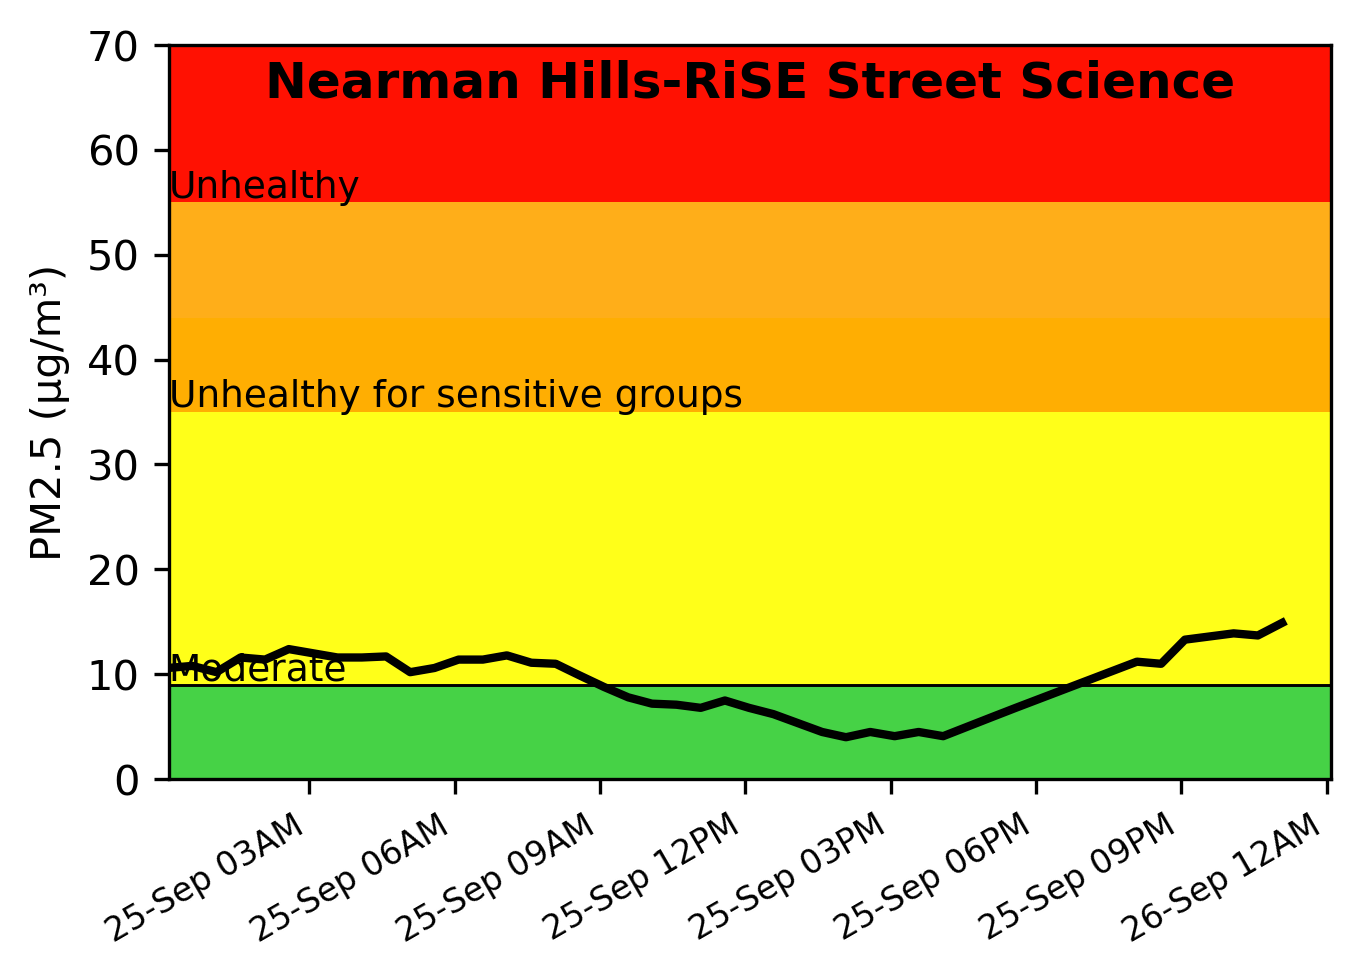 Nearman Hills-RiSE Street Science
70
60
Unhealthy
50
40
Unhealthy for sensitive groups
30
20
Moderate
10
0
PM2.5 (µg/m³)
25-Sep 03AM
25-Sep 06AM
25-Sep 09AM
25-Sep 12PM
25-Sep 03PM
25-Sep 06PM
25-Sep 09PM
26-Sep 12AM